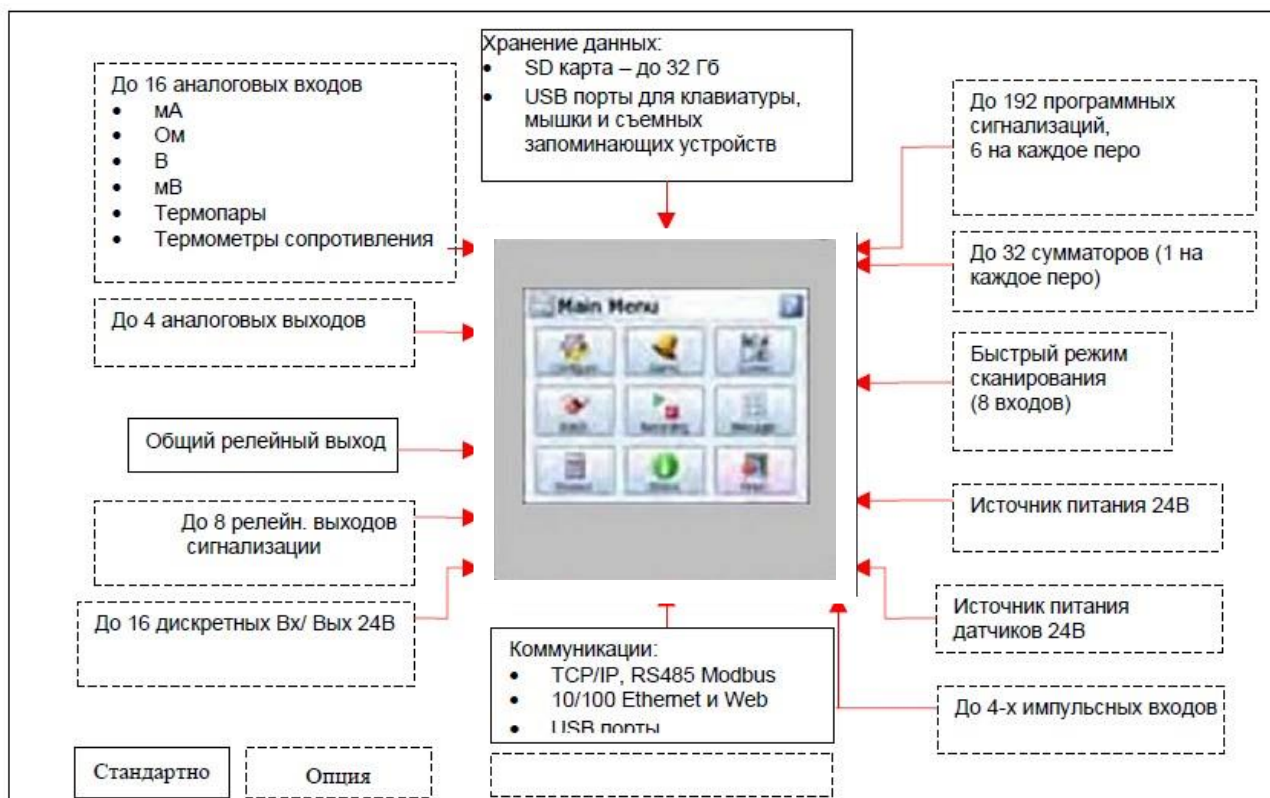 Хранение данных:
• SD карта – до 32 Гб
• USB порты для клавиатуры,
мышки и съемных
запоминающих устройств
До 16 аналоговых входов
• мА
• Ом
• В
• мВ
• Термопары
• Термометры сопротивления
До 4 аналоговых выходов
Общий релейный выход
До 8 релейн. выходов
сигнализации
До 16 дискретных Вх/ Вых 24В
Main Menu
До 192 программных
сигнализаций,
6 на каждое перо
До 32 сумматоров (1 на
каждое перо)
Быстрый режим
сканирования
(8 входов)
Источник питания 24В
Источник питания
датчиков 24В
До 4-х импульсных входов
Коммуникации:
• TCP/IP, RS485 Modbus
• 10/100 Ethernet и Web
• USB порты
Стандартно
Опция